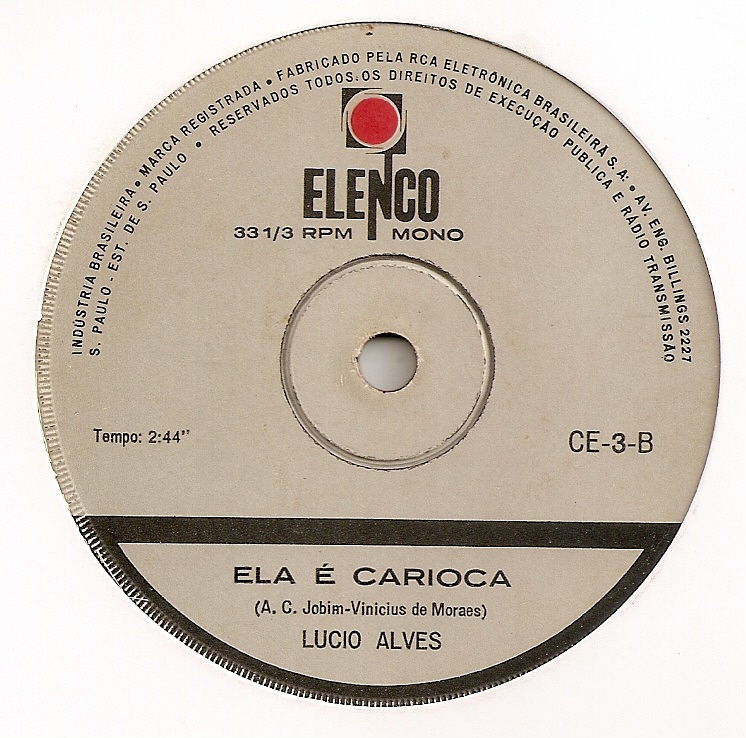 INDÚSTRIA BRASILEIRA • MARCA REGISTRADA • FABRICADO PELA RCA ELETRÔNICA BRASILEIRA S.A. • AV. ENG. BILLINGS 2227
S. PAULO - EST. DE S. PAULO • RESERVADOS TODOS OS DIREITOS DE EXECUÇÃO PUBLICA E RÁDIO TRANSMISSÃO
ELENCO
33 1/3 RPM MONO
Tempo: 2:44"
CE-3-B
ELA É CARIOCA
(A. C. Jobim-Vinicius de Moraes)
LUCIO ALVES